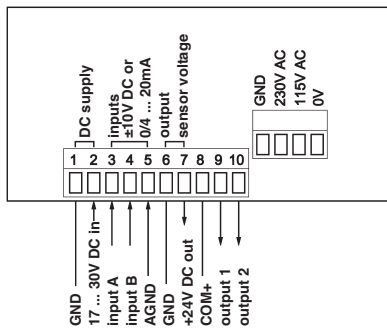 DC supply
inputs
±10V DC or
0/4 ... 20mA
output
sensor voltage
GND
230V AC
115V AC
0V
1 2 3 4 5 6 7 8 9 10
GND
17 ... 30V DC in
input A
input B
AGND
GND
+24V DC out
COM+
output 1
output 2